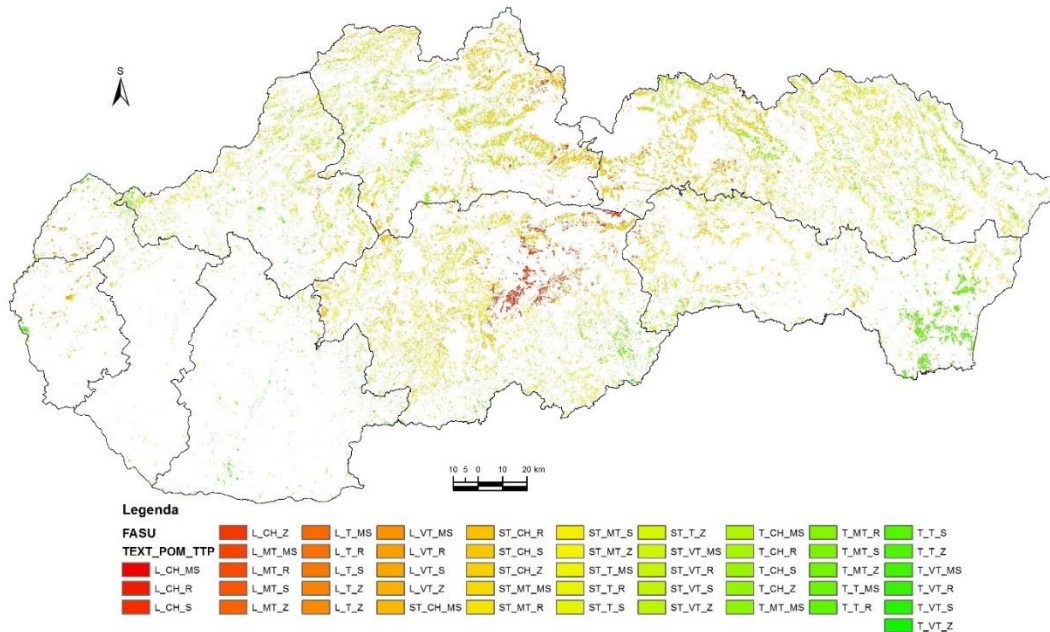 S
10 5 0 10 20 km
Legenda
FASU
TEXT_POM_TTP
L_CH_MS
L_CH_R
L_CH_S
L_CH_Z
L_MT_MS
L_MT_R
L_MT_S
L_MT_Z
L_T_MS
L_T_R
L_T_S
L_T_Z
L_T_Z
L_VT_MS
L_VT_R
L_VT_S
L_VT_Z
ST_CH_MS
ST_CH_R
ST_CH_S
ST_CH_Z
ST_MT_MS
ST_MT_R
ST_MT_S
ST_MT_Z
ST_T_MS
ST_T_R
ST_T_S
ST_T_Z
ST_VT_MS
ST_VT_R
ST_VT_S
ST_VT_Z
T_CH_MS
T_CH_R
T_CH_S
T_CH_Z
T_MT_MS
T_MT_R
T_MT_S
T_MT_Z
T_T_MS
T_T_R
T_T_S
T_T_Z
T_VT_MS
T_VT_R
T_VT_S
T_VT_Z